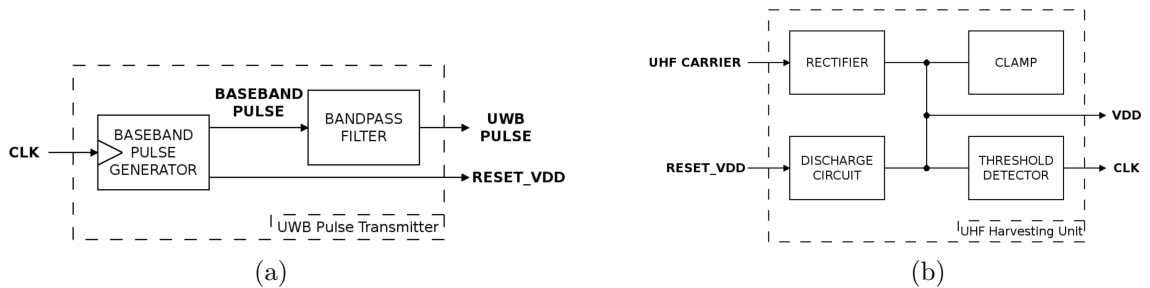 CLK
BASEBAND
PULSE
GENERATOR
BASEBAND
PULSE
BANDPASS
FILTER
UWB
PULSE
RESET_VDD
UWB Pulse Transmitter
(a)
UHF CARRIER
RECTIFIER
CLAMP
VDD
RESET_VDD
DISCHARGE
CIRCUIT
THRESHOLD
DETECTOR
CLK
UHF Harvesting Unit
(b)